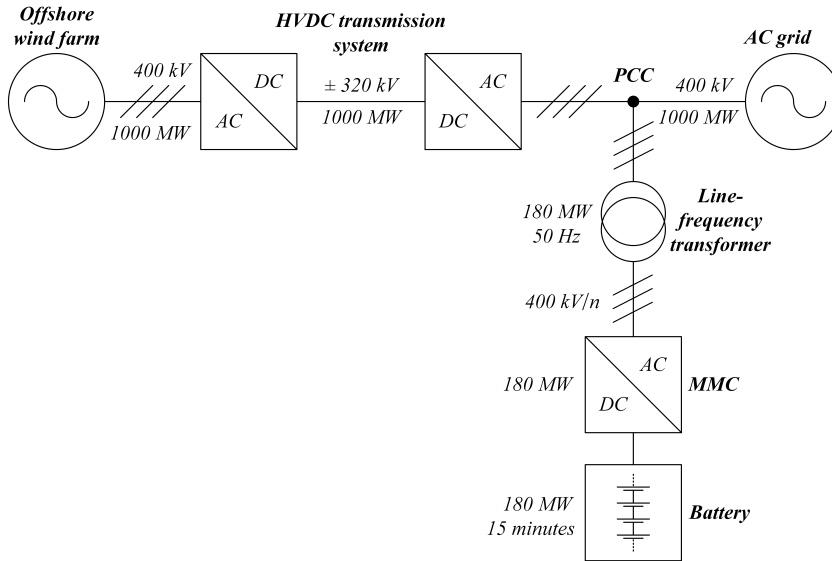 Offshore
wind farm
HVDC transmission
system
AC grid
400 kV
1000 MW
DC
AC
± 320 kV
1000 MW
AC
DC
PCC
400 kV
1000 MW
180 MW
50 Hz
Line-
frequency
transformer
400 kV/n
180 MW
AC
DC
MMC
180 MW
15 minutes
Battery